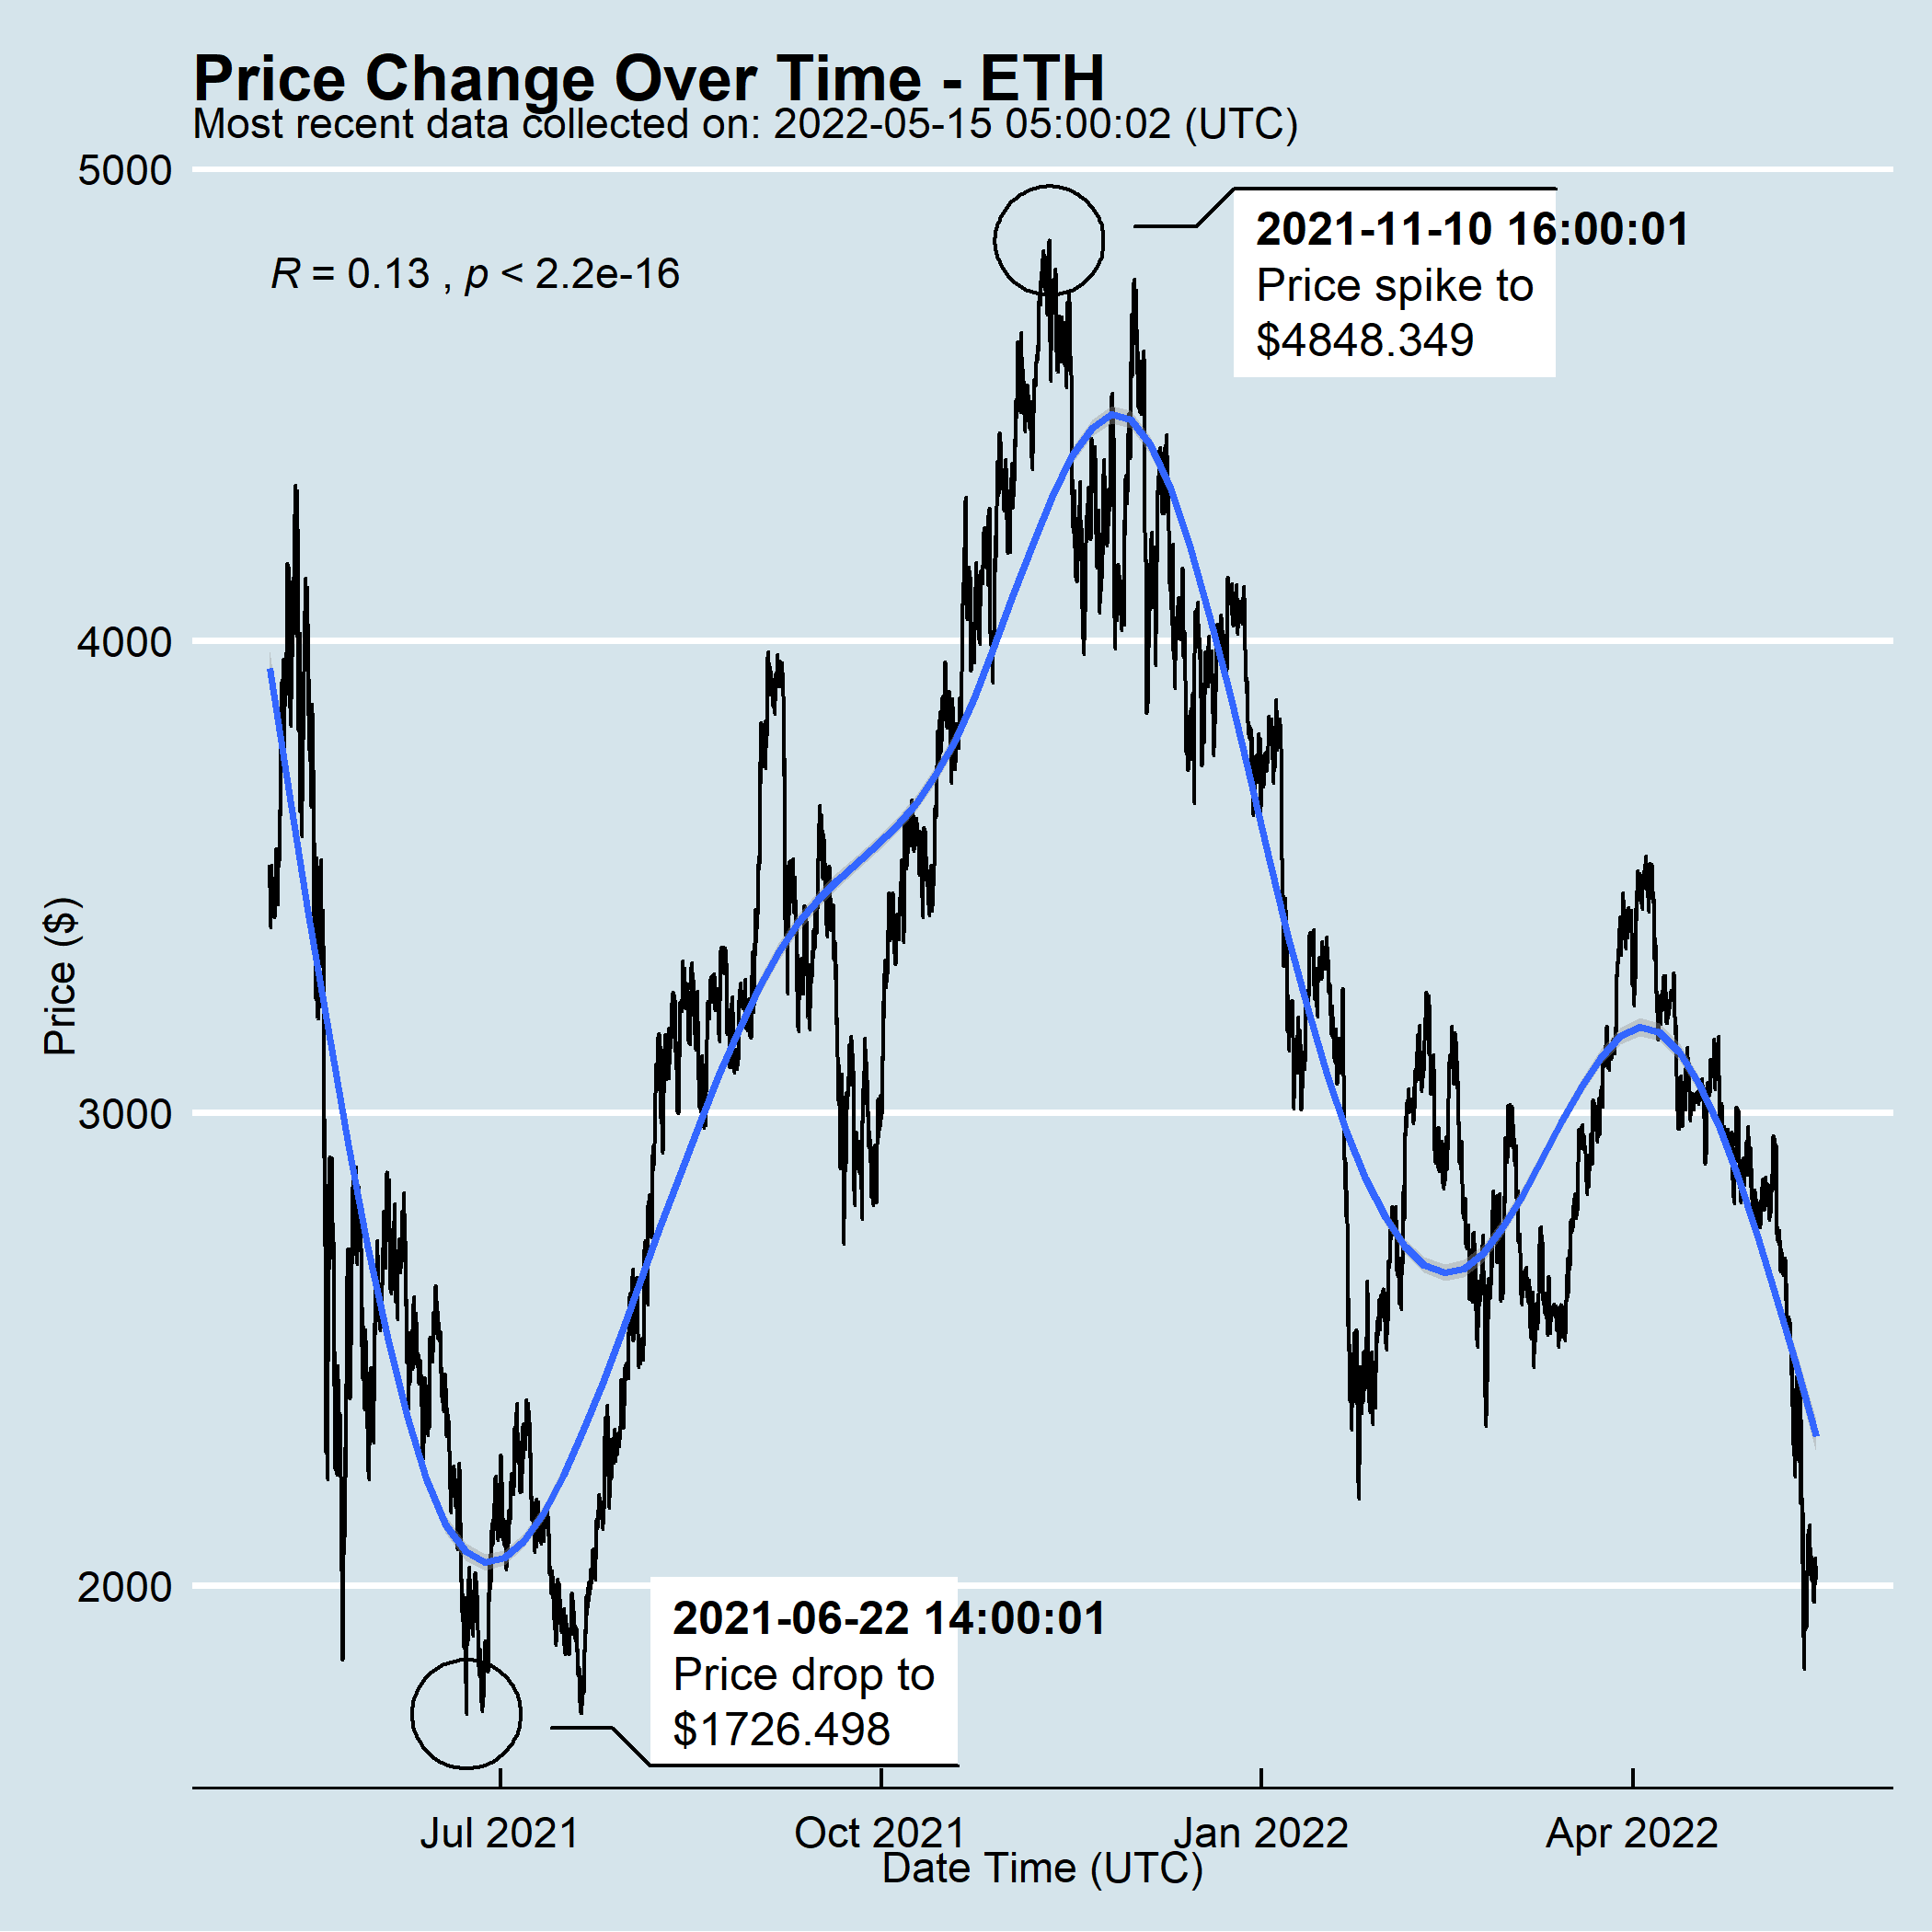 Price Change Over Time - ETH
Most recent data collected on: 2022-05-15 05:00:02 (UTC)
5000
2021-11-10 16:00:01
Price spike to
$4848.349
R = 0.13 , p < 2.2e-16
4000
Price ($)
3000
2000
2021-06-22 14:00:01
Price drop to
$1726.498
Jul 2021
Oct 2021
Jan 2022
Apr 2022
Date Time (UTC)